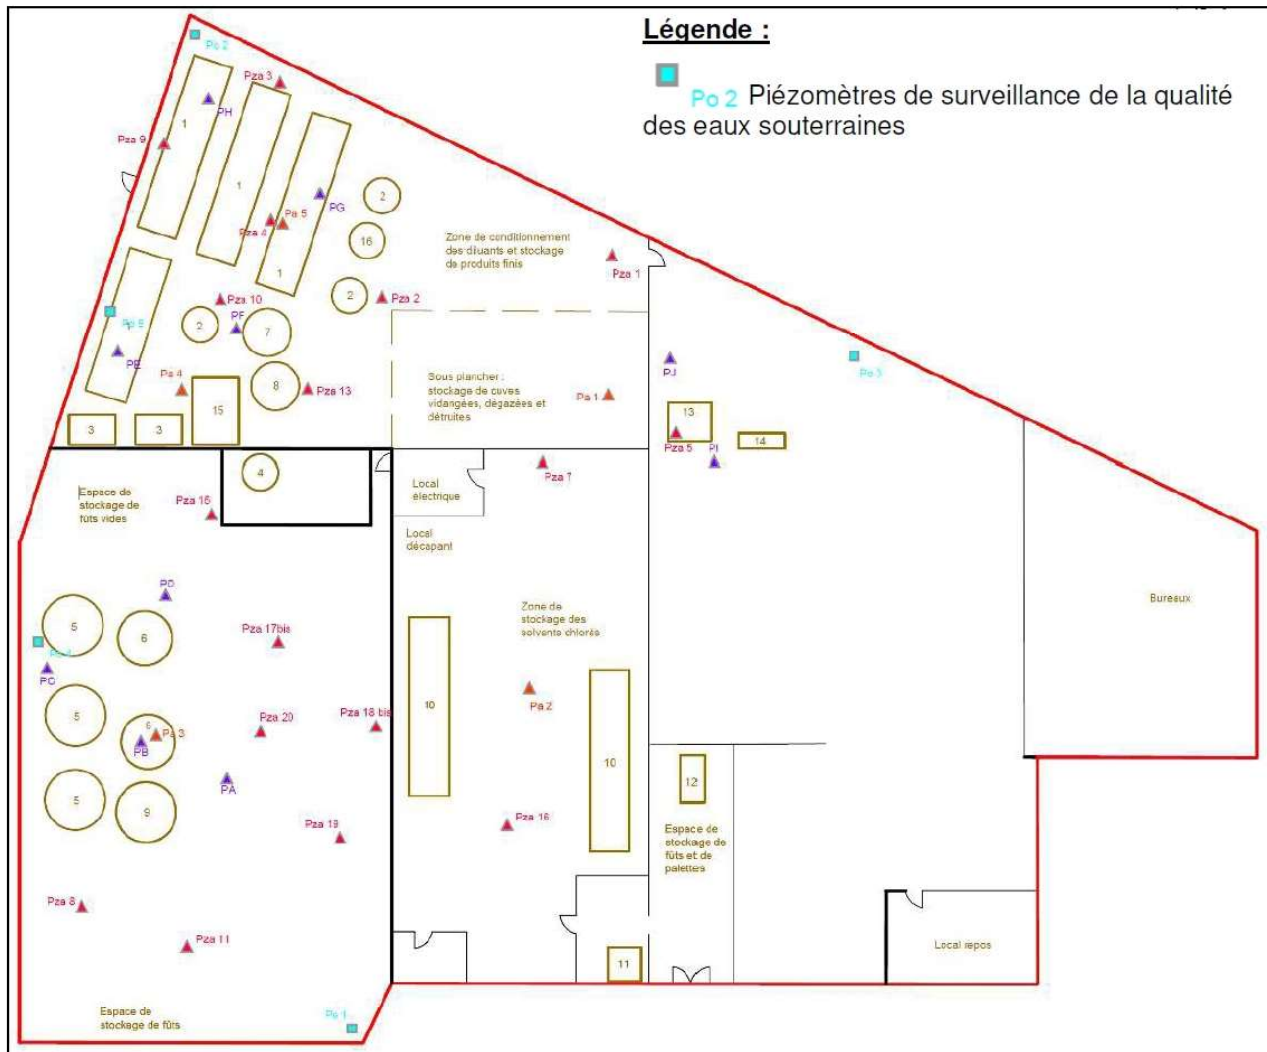 Légende :
Po 2 Piézomètres de surveillance de la qualité
des eaux souterraines
Po 2
Pza 3
1
PH
Pza 9
1
PG
2
Pa 5
Pza 4
16
Zone de conditionnement
des diluants et stockage
de produits finis
Pza 1
1
2
Pza 2
Pza 10
PF
2
7
Po 5
1
PE
Pa 4
8
Pza 13
15
3
3
Sous plancher :
stockage de cuves
vidangées, dégazées et
détruites
Pa 1
PJ
Po 3
13
Pza 5
14
PI
4
Espace de
stockage de
fûts vides
Pza 15
Local
électrique
Pza 7
Local
décapant
PD
5
6
Pza 17bis
Zone de
stockage des
solvants chlorés
Bureaux
Po 4
PC
5
6
Pa 3
PB
Pza 20
Pza 18 bis
10
Pa 2
10
12
PA
5
9
Pza 19
Pza 16
Espace de
stockage de
fûts et de
palettes
Pza 8
Pza 11
Local repos
11
Espace de
stockage de fûts
Po 1